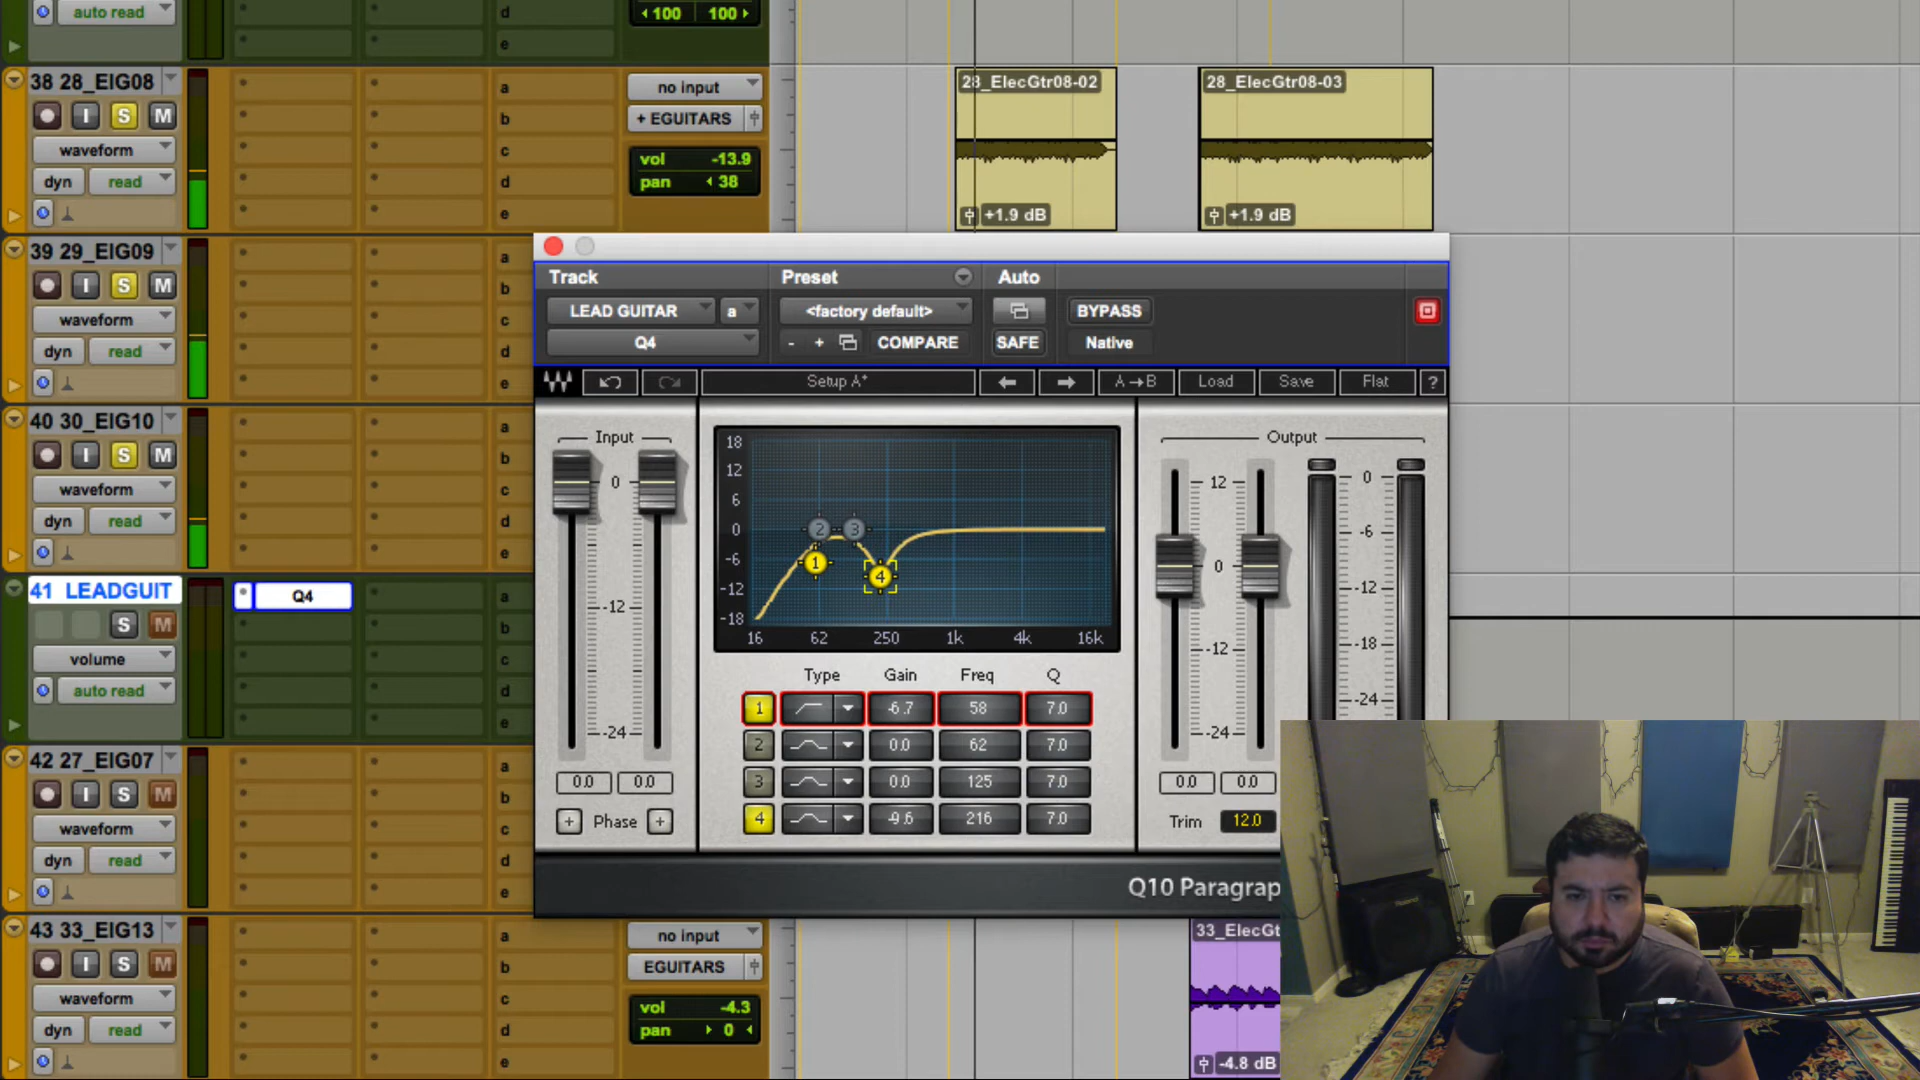 auto read
d
e
100 100
38 28_EIG08
I S M
waveform
dyn read
a
b
c
d
e
no input
+ EGUITARS
vol -13.9
pan 38
28_ElecGtr08-02
+1.9 dB
28_ElecGtr08-03
+1.9 dB
39 29_EIG09
I S M
waveform
dyn read
a
b
c
d
e
40 30_EIG10
I S M
waveform
dyn read
a
b
c
d
e
41 LEADGUIT
S M
volume
auto read
Q4
a
b
c
d
e
42 27_EIG07
I S M
waveform
dyn read
a
b
c
d
e
43 33_EIG13
I S M
waveform
dyn read
a
b
c
d
e
no input
EGUITARS
vol -4.3
pan 0
33_ElecGt
-4.8 dB
Track Preset Auto
LEAD GUITAR a <factory default> BYPASS
Q4 - + COMPARE SAFE Native
Setup A* A→B Load Save Flat ?
Input
0
-12
-24
0.0 0.0
+ Phase +
18
12
6
0
-6
-12
-18
16 62 250 1k 4k 16k
2 3
1 4
Type Gain Freq Q
1 -6.7 58 7.0
2 0.0 62 7.0
3 0.0 125 7.0
4 -9.6 216 7.0
Output
12
0
-12
-24
0
-6
-12
-18
-24
0.0 0.0
Trim 12.0
Q10 Paragrap
Roland